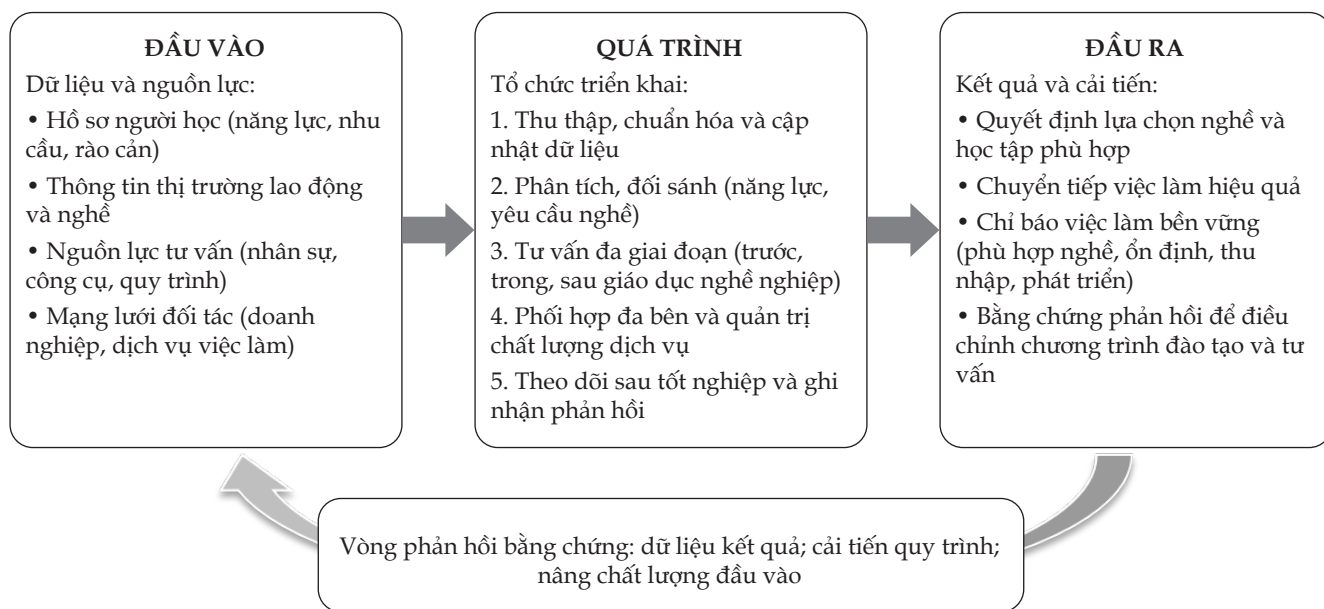 ĐẦU VÀO
Dữ liệu và nguồn lực:
• Hồ sơ người học (năng lực, nhu
cầu, rào cản)
• Thông tin thị trường lao động
và nghề
• Nguồn lực tư vấn (nhân sự,
công cụ, quy trình)
• Mạng lưới đối tác (doanh
nghiệp, dịch vụ việc làm)
QUÁ TRÌNH
Tổ chức triển khai:
1. Thu thập, chuẩn hóa và cập
nhật dữ liệu
2. Phân tích, đối sánh (năng lực,
yêu cầu nghề)
3. Tư vấn đa giai đoạn (trước,
trong, sau giáo dục nghề nghiệp)
4. Phối hợp đa bên và quản trị
chất lượng dịch vụ
5. Theo dõi sau tốt nghiệp và ghi
nhận phản hồi
ĐẦU RA
Kết quả và cải tiến:
• Quyết định lựa chọn nghề và
học tập phù hợp
• Chuyển tiếp việc làm hiệu quả
• Chỉ báo việc làm bền vững
(phù hợp nghề, ổn định, thu
nhập, phát triển)
• Bằng chứng phản hồi để điều
chỉnh chương trình đào tạo và tư
vấn
Vòng phản hồi bằng chứng: dữ liệu kết quả; cải tiến quy trình;
nâng chất lượng đầu vào